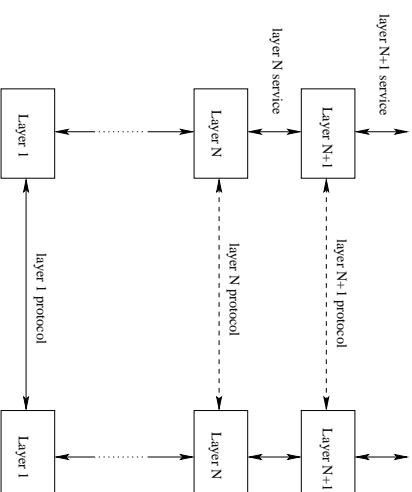 layer N+1 service
layer N service
Layer N+1
Layer N
Layer 1
layer N+1 protocol
layer N protocol
layer 1 protocol
Layer N+1
Layer N
Layer 1